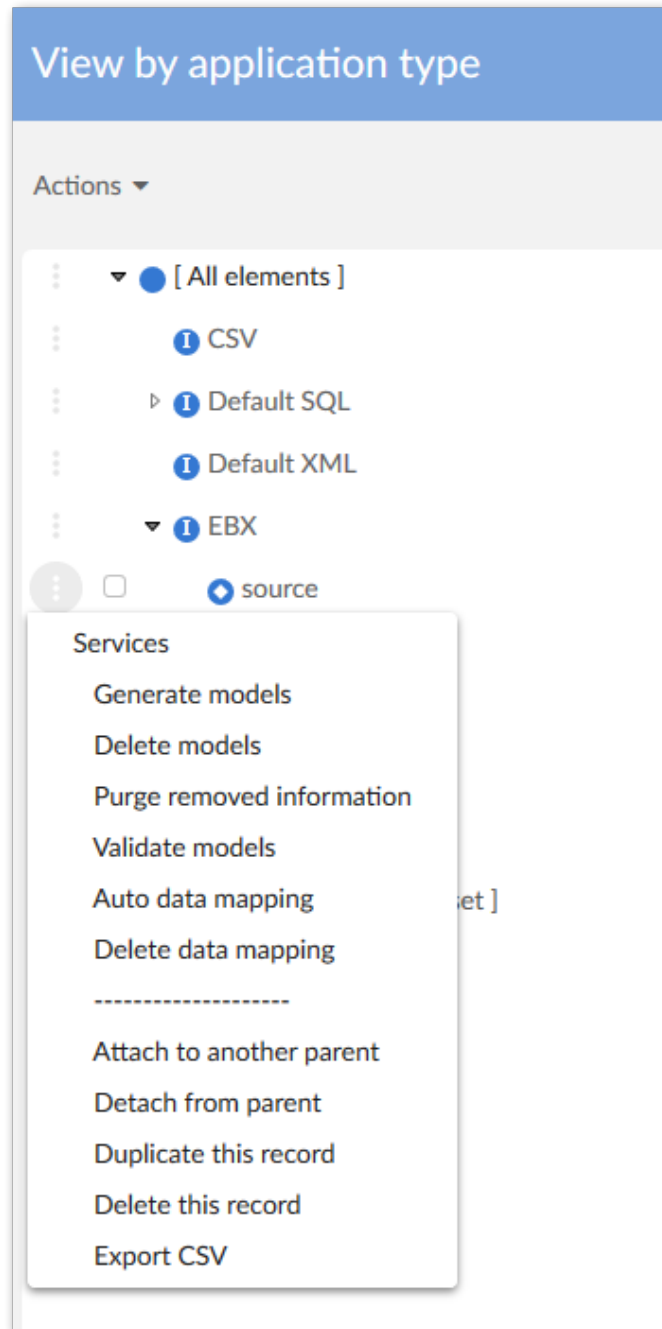 View by application type
Actions
[ All elements ]
CSV
Default SQL
Default XML
EBX
source
Services
Generate models
Delete models
Purge removed information
Validate models
Auto data mapping
set ]
Delete data mapping
--------------------
Attach to another parent
Detach from parent
Duplicate this record
Delete this record
Export CSV